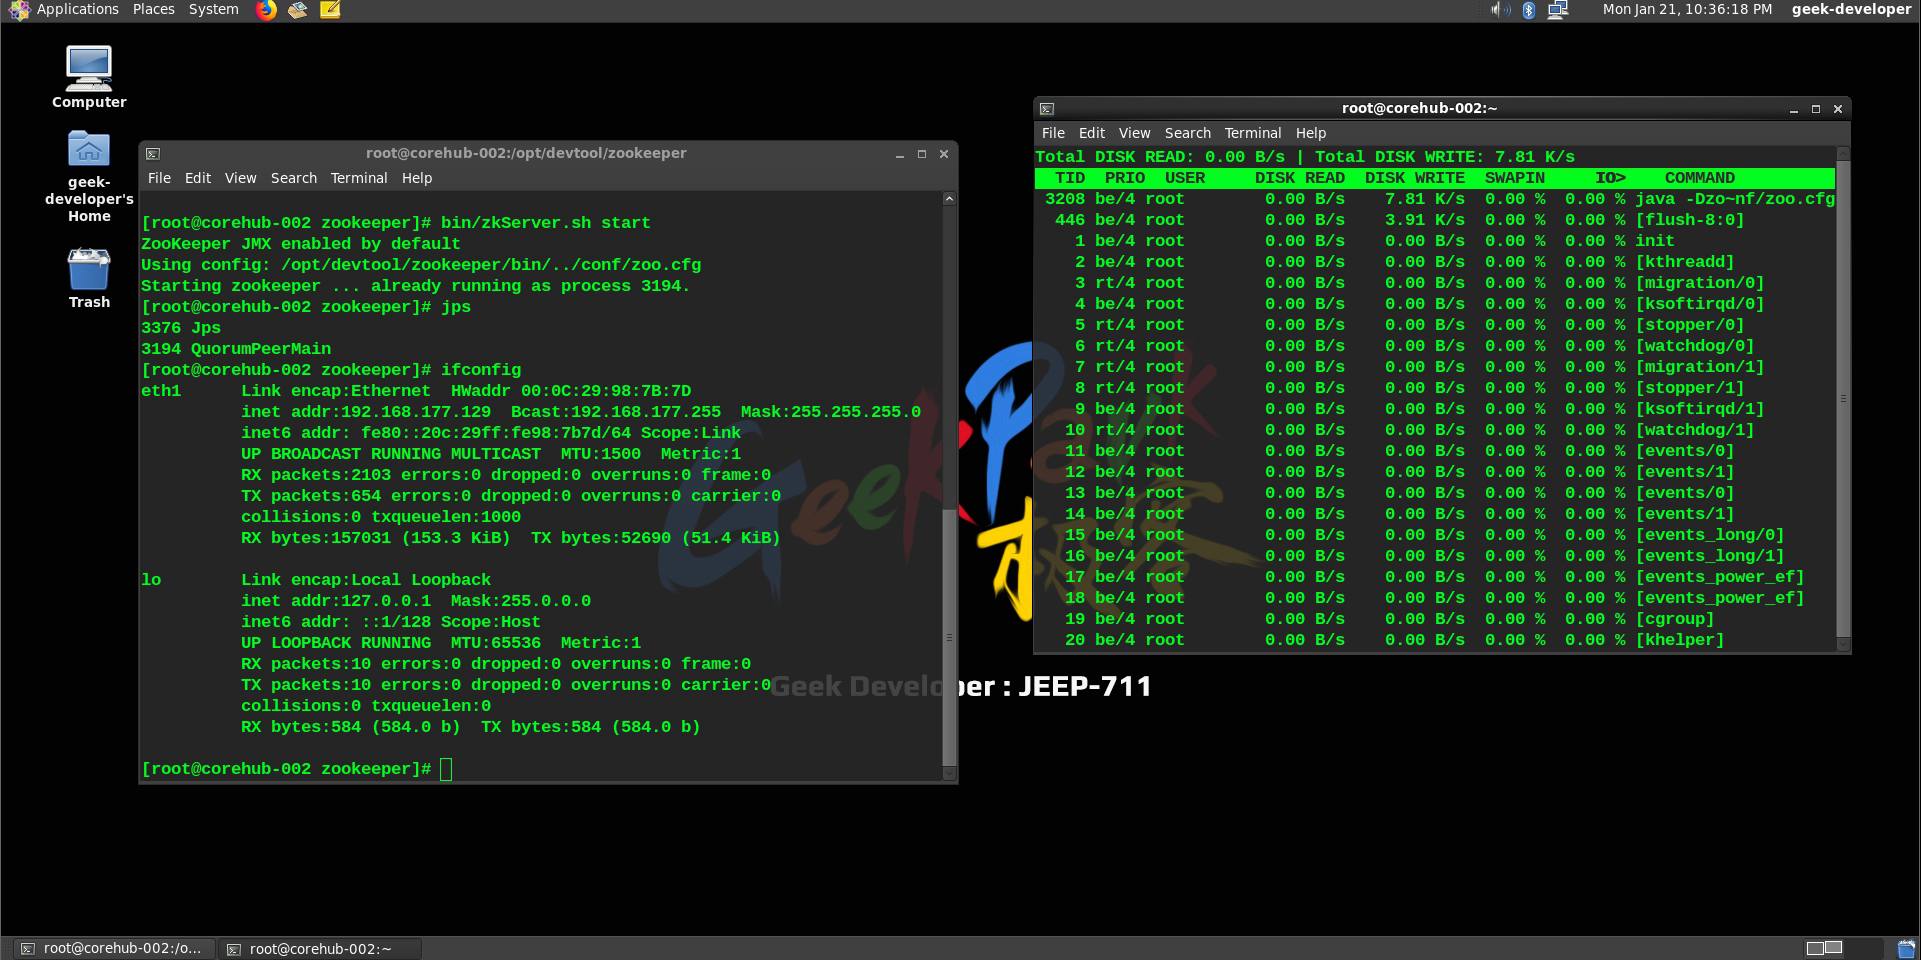 Applications Places System
Mon Jan 21, 10:36:18 PM geek-developer
Computer
geek-
developer's
Home
Trash
root@corehub-002:/opt/devtool/zookeeper
File Edit View Search Terminal Help
[root@corehub-002 zookeeper]# bin/zkServer.sh start
ZooKeeper JMX enabled by default
Using config: /opt/devtool/zookeeper/bin/../conf/zoo.cfg
Starting zookeeper ... already running as process 3194.
[root@corehub-002 zookeeper]# jps
3376 Jps
3194 QuorumPeerMain
[root@corehub-002 zookeeper]# ifconfig
eth1      Link encap:Ethernet  HWaddr 00:0C:29:98:7B:7D
          inet addr:192.168.177.129  Bcast:192.168.177.255  Mask:255.255.255.0
          inet6 addr: fe80::20c:29ff:fe98:7b7d/64 Scope:Link
          UP BROADCAST RUNNING MULTICAST  MTU:1500  Metric:1
          RX packets:2103 errors:0 dropped:0 overruns:0 frame:0
          TX packets:654 errors:0 dropped:0 overruns:0 carrier:0
          collisions:0 txqueuelen:1000
          RX bytes:157031 (153.3 KiB)  TX bytes:52690 (51.4 KiB)
lo        Link encap:Local Loopback
          inet addr:127.0.0.1  Mask:255.0.0.0
          inet6 addr: ::1/128 Scope:Host
          UP LOOPBACK RUNNING  MTU:65536  Metric:1
          RX packets:10 errors:0 dropped:0 overruns:0 frame:0
          TX packets:10 errors:0 dropped:0 overruns:0 carrier:0
          collisions:0 txqueuelen:0
          RX bytes:584 (584.0 b)  TX bytes:584 (584.0 b)
[root@corehub-002 zookeeper]#
root@corehub-002:~
File Edit View Search Terminal Help
Total DISK READ: 0.00 B/s | Total DISK WRITE: 7.81 K/s
  TID  PRIO  USER     DISK READ  DISK WRITE  SWAPIN     IO>    COMMAND
 3208 be/4 root        0.00 B/s    7.81 K/s  0.00 %  0.00 % java -Dzo~nf/zoo.cfg
  446 be/4 root        0.00 B/s    3.91 K/s  0.00 %  0.00 % [flush-8:0]
    1 be/4 root        0.00 B/s    0.00 B/s  0.00 %  0.00 % init
    2 be/4 root        0.00 B/s    0.00 B/s  0.00 %  0.00 % [kthreadd]
    3 rt/4 root        0.00 B/s    0.00 B/s  0.00 %  0.00 % [migration/0]
    4 be/4 root        0.00 B/s    0.00 B/s  0.00 %  0.00 % [ksoftirqd/0]
    5 rt/4 root        0.00 B/s    0.00 B/s  0.00 %  0.00 % [stopper/0]
    6 rt/4 root        0.00 B/s    0.00 B/s  0.00 %  0.00 % [watchdog/0]
    7 rt/4 root        0.00 B/s    0.00 B/s  0.00 %  0.00 % [migration/1]
    8 rt/4 root        0.00 B/s    0.00 B/s  0.00 %  0.00 % [stopper/1]
    9 be/4 root        0.00 B/s    0.00 B/s  0.00 %  0.00 % [ksoftirqd/1]
   10 rt/4 root        0.00 B/s    0.00 B/s  0.00 %  0.00 % [watchdog/1]
   11 be/4 root        0.00 B/s    0.00 B/s  0.00 %  0.00 % [events/0]
   12 be/4 root        0.00 B/s    0.00 B/s  0.00 %  0.00 % [events/1]
   13 be/4 root        0.00 B/s    0.00 B/s  0.00 %  0.00 % [events/0]
   14 be/4 root        0.00 B/s    0.00 B/s  0.00 %  0.00 % [events/1]
   15 be/4 root        0.00 B/s    0.00 B/s  0.00 %  0.00 % [events_long/0]
   16 be/4 root        0.00 B/s    0.00 B/s  0.00 %  0.00 % [events_long/1]
   17 be/4 root        0.00 B/s    0.00 B/s  0.00 %  0.00 % [events_power_ef]
   18 be/4 root        0.00 B/s    0.00 B/s  0.00 %  0.00 % [events_power_ef]
   19 be/4 root        0.00 B/s    0.00 B/s  0.00 %  0.00 % [cgroup]
   20 be/4 root        0.00 B/s    0.00 B/s  0.00 %  0.00 % [khelper]
GeekPark
极客
Geek Developer : JEEP-711
root@corehub-002:/o...
root@corehub-002:~